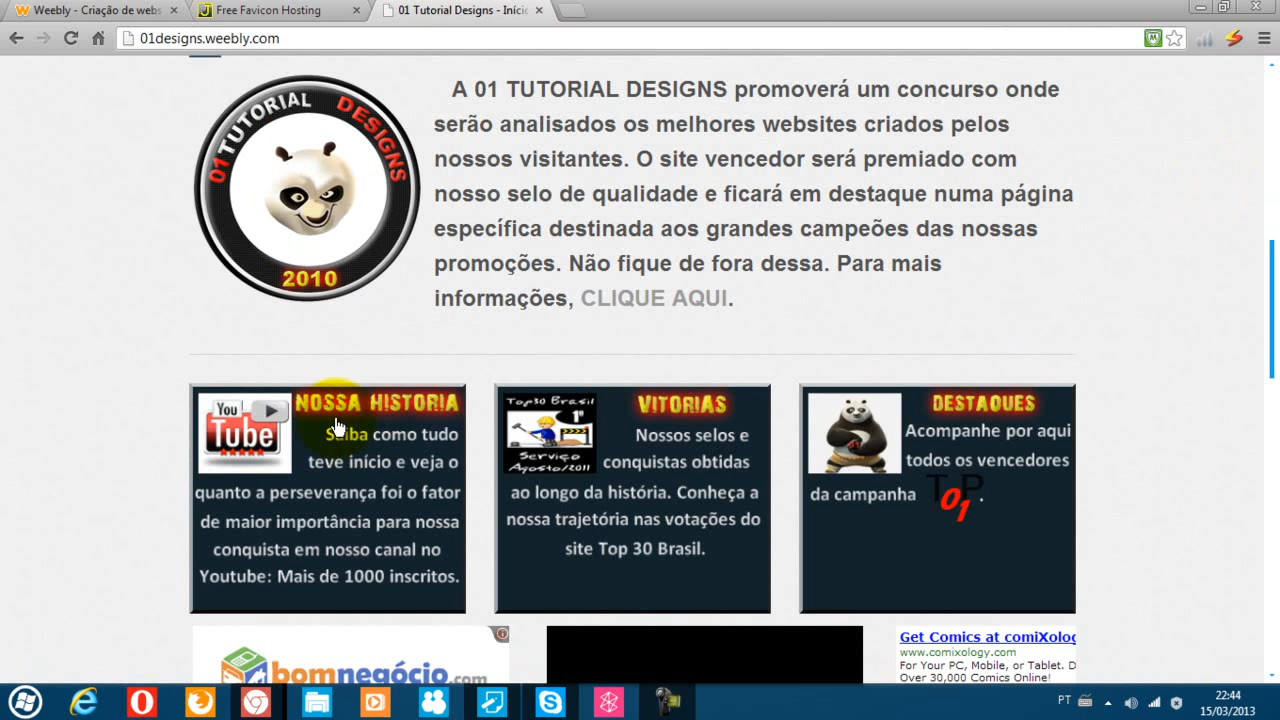 Weebly - Criação de webs
Free Favicon Hosting
01 Tutorial Designs - Iníci
01designs.weebly.com
01 TUTORIAL DESIGNS
2010
A 01 TUTORIAL DESIGNS promoverá um concurso onde
serão analisados os melhores websites criados pelos
nossos visitantes. O site vencedor será premiado com
nosso selo de qualidade e ficará em destaque numa página
específica destinada aos grandes campeões das nossas
promoções. Não fique de fora dessa. Para mais
informações, CLIQUE AQUI.
You
Tube
NOSSA HISTORIA
Saiba como tudo
teve início e veja o
quanto a perseverança foi o fator
de maior importância para nossa
conquista em nosso canal no
Youtube: Mais de 1000 inscritos.
Top30 Brasil
1º
Serviço
Agosto/2011
VITORIAS
Nossos selos e
conquistas obtidas
ao longo da história. Conheça a
nossa trajetória nas votações do
site Top 30 Brasil.
DESTAQUES
Acompanhe por aqui
todos os vencedores
da campanha T01P.
bomnegócio.com
Get Comics at comiXolog
www.comixology.com
For Your PC, Mobile, or Tablet. D
Over 30,000 Comics Online!
PT
22:44
15/03/2013